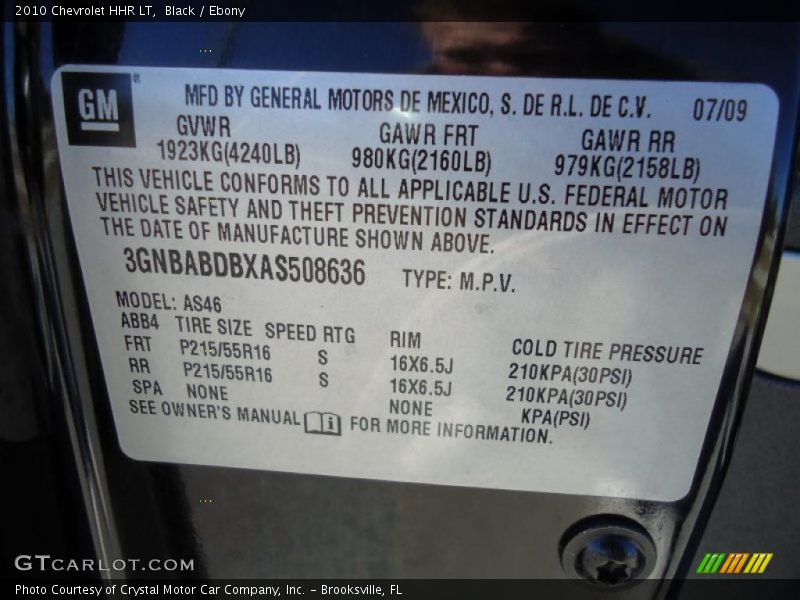 2010 Chevrolet HHR LT, Black / Ebony
GM
MFD BY GENERAL MOTORS DE MEXICO, S. DE R.L. DE C.V. 07/09
GVWR GAWR FRT GAWR RR
1923KG(4240LB) 980KG(2160LB) 979KG(2158LB)
THIS VEHICLE CONFORMS TO ALL APPLICABLE U.S. FEDERAL MOTOR
VEHICLE SAFETY AND THEFT PREVENTION STANDARDS IN EFFECT ON
THE DATE OF MANUFACTURE SHOWN ABOVE.
3GNBABDBXAS508636 TYPE: M.P.V.
MODEL: AS46
ABB4 TIRE SIZE SPEED RTG RIM COLD TIRE PRESSURE
FRT P215/55R16 S 16X6.5J 210KPA(30PSI)
RR P215/55R16 S 16X6.5J 210KPA(30PSI)
SPA NONE NONE KPA(PSI)
SEE OWNER'S MANUAL FOR MORE INFORMATION.
GTCARLOT.COM
Photo Courtesy of Crystal Motor Car Company, Inc. – Brooksville, FL